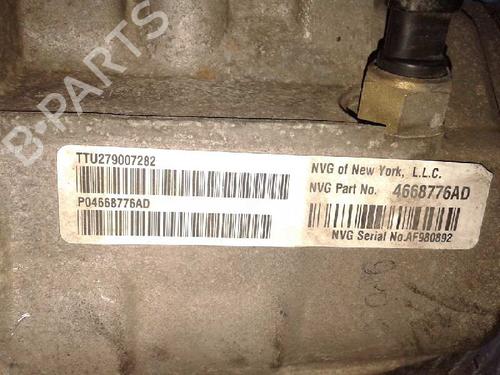 B-PARTS
TTU279007282
P04668776AD
NVG of New York, L.L.C.
NVG Part No. 4668776AD
NVG Serial No.AF980892